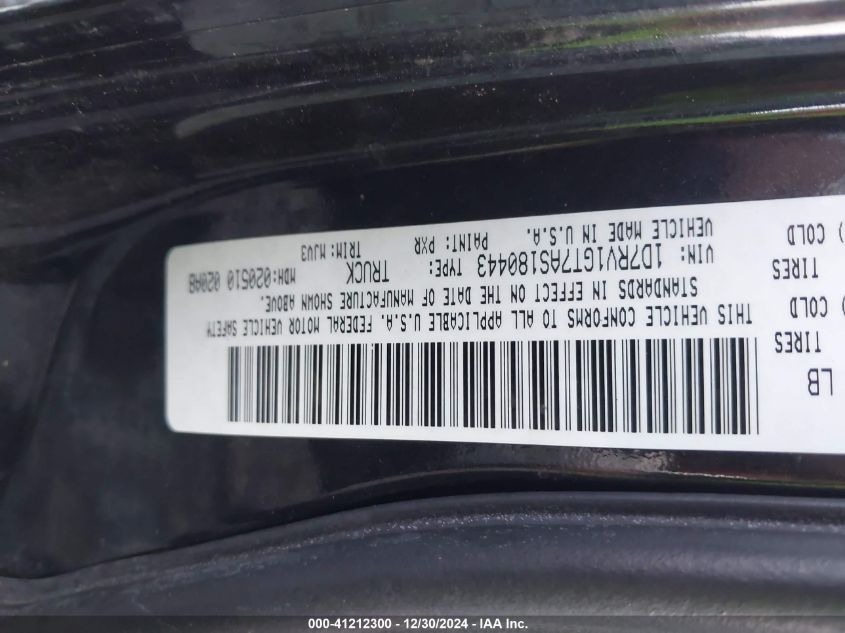 LB
TIRES
) COLD
TIRES
) COLD
THIS VEHICLE CONFORMS TO ALL APPLICABLE U.S.A. FEDERAL MOTOR VEHICLE SAFETY
STANDARDS IN EFFECT ON THE DATE OF MANUFACTURE SHOWN ABOVE.
VIN: 1D7RV1GT7AS180443 TYPE: TRUCK MDH:020510 020AB
VEHICLE MADE IN U.S.A. PAINT: PXR TRIM: MJV3
000-41212300 - 12/30/2024 - IAA Inc.